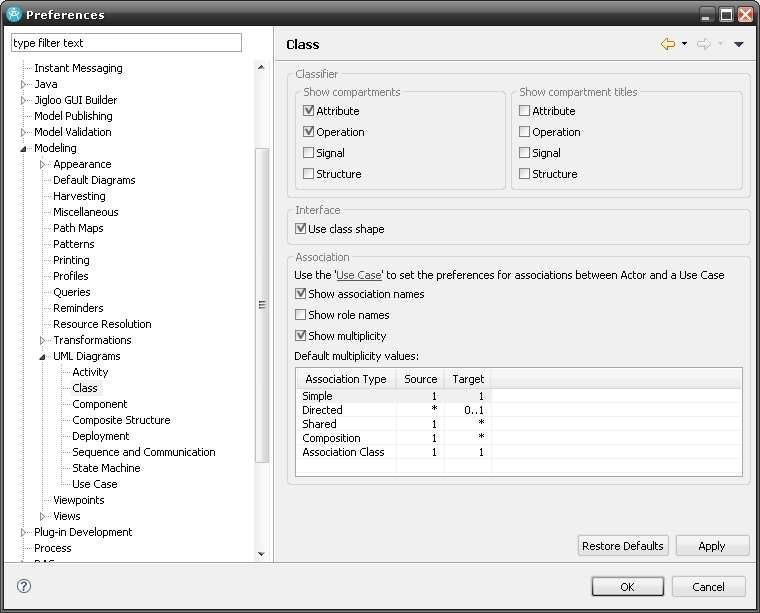 Preferences
type filter text
Instant Messaging
Java
Jigloo GUI Builder
Model Publishing
Model Validation
Modeling
Appearance
Default Diagrams
Harvesting
Miscellaneous
Path Maps
Patterns
Printing
Profiles
Queries
Reminders
Resource Resolution
Transformations
UML Diagrams
Activity
Class
Component
Composite Structure
Deployment
Sequence and Communication
State Machine
Use Case
Viewpoints
Views
Plug-in Development
Process
Class
Classifier
Show compartments
Attribute
Operation
Signal
Structure
Show compartment titles
Attribute
Operation
Signal
Structure
Interface
Use class shape
Association
Use the 'Use Case' to set the preferences for associations between Actor and a Use Case
Show association names
Show role names
Show multiplicity
Default multiplicity values:
Association Type Source Target
Simple 1 1
Directed * 0..1
Shared 1 *
Composition 1 *
Association Class 1 1
Restore Defaults Apply
? OK Cancel